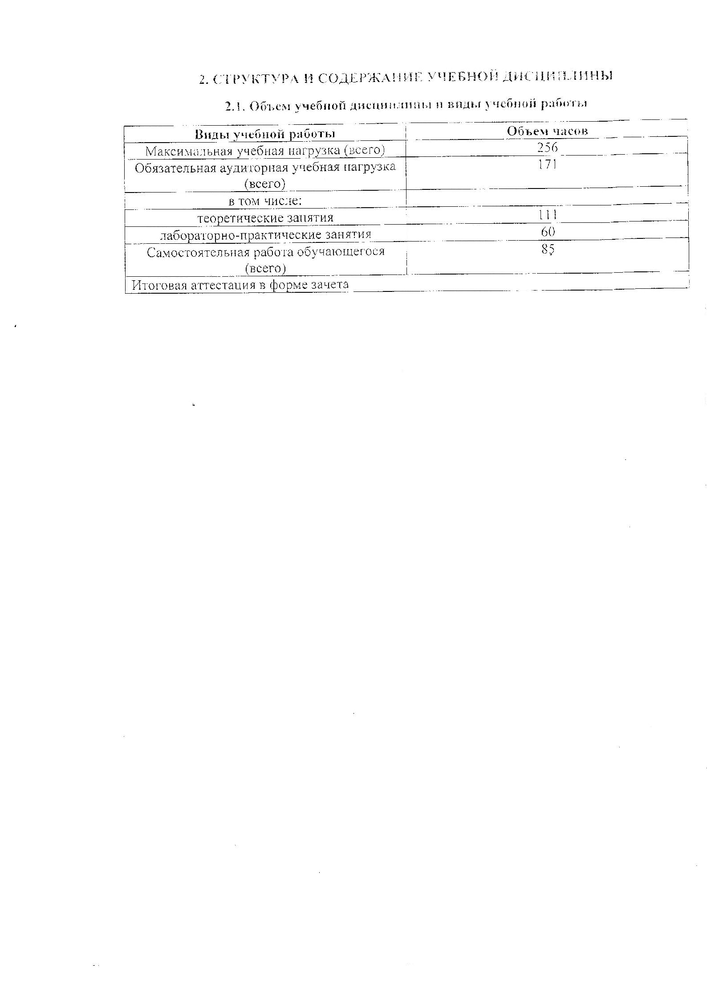 2. СТРУКТУРА И СОДЕРЖАНИЕ УЧЕБНОЙ ДИСЦИПЛИНЫ
2.1. Объем учебной дисциплины и виды учебной работы
Виды учебной работы Объем часов
Максимальная учебная нагрузка (всего) 256
Обязательная аудиторная учебная нагрузка 171
(всего)
в том числе:
теоретические занятия 111
лабораторно-практические занятия 60
Самостоятельная работа обучающегося 85
(всего)
Итоговая аттестация в форме зачета